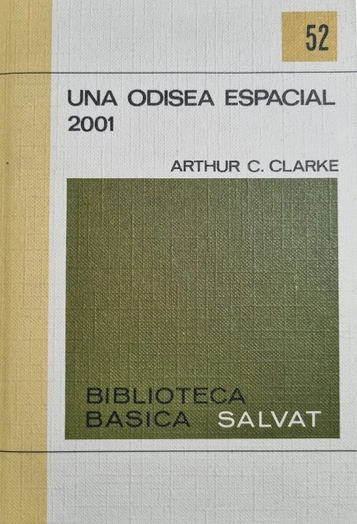 52
UNA ODISEA ESPACIAL
2001
ARTHUR C. CLARKE
BIBLIOTECA
BASICA SALVAT